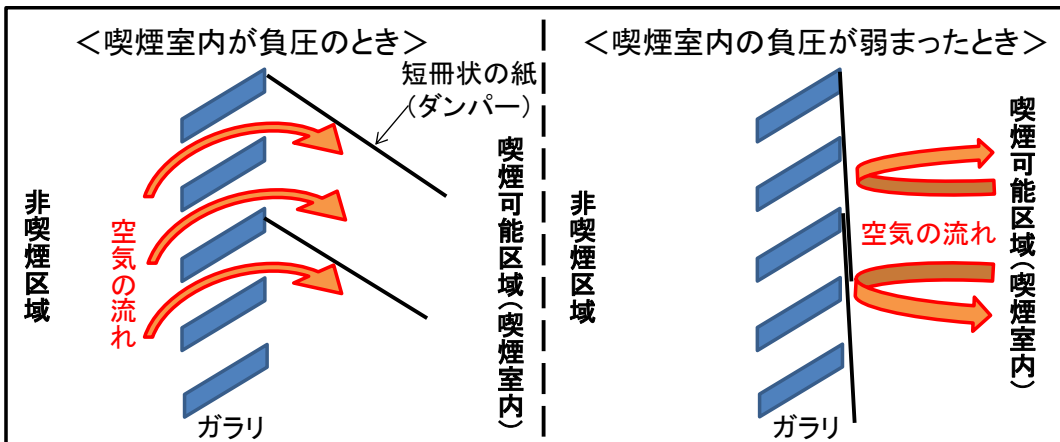 ＜喫煙室内が負圧のとき＞
短冊状の紙
（ダンパー）
非喫煙区域
空気の流れ
喫煙可能区域（喫煙室内）
ガラリ
＜喫煙室内の負圧が弱まったとき＞
非喫煙区域
空気の流れ
喫煙可能区域（喫煙室内）
ガラリ